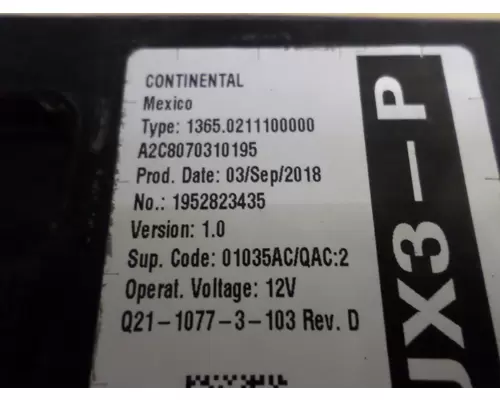 CONTINENTAL
Mexico
Type: 1365.0211100000
A2C8070310195
Prod. Date: 03/Sep/2018
No.: 1952823435
Version: 1.0
Sup. Code: 01035AC/QAC:2
Operat. Voltage: 12V
Q21-1077-3-103 Rev. D
UX3-P